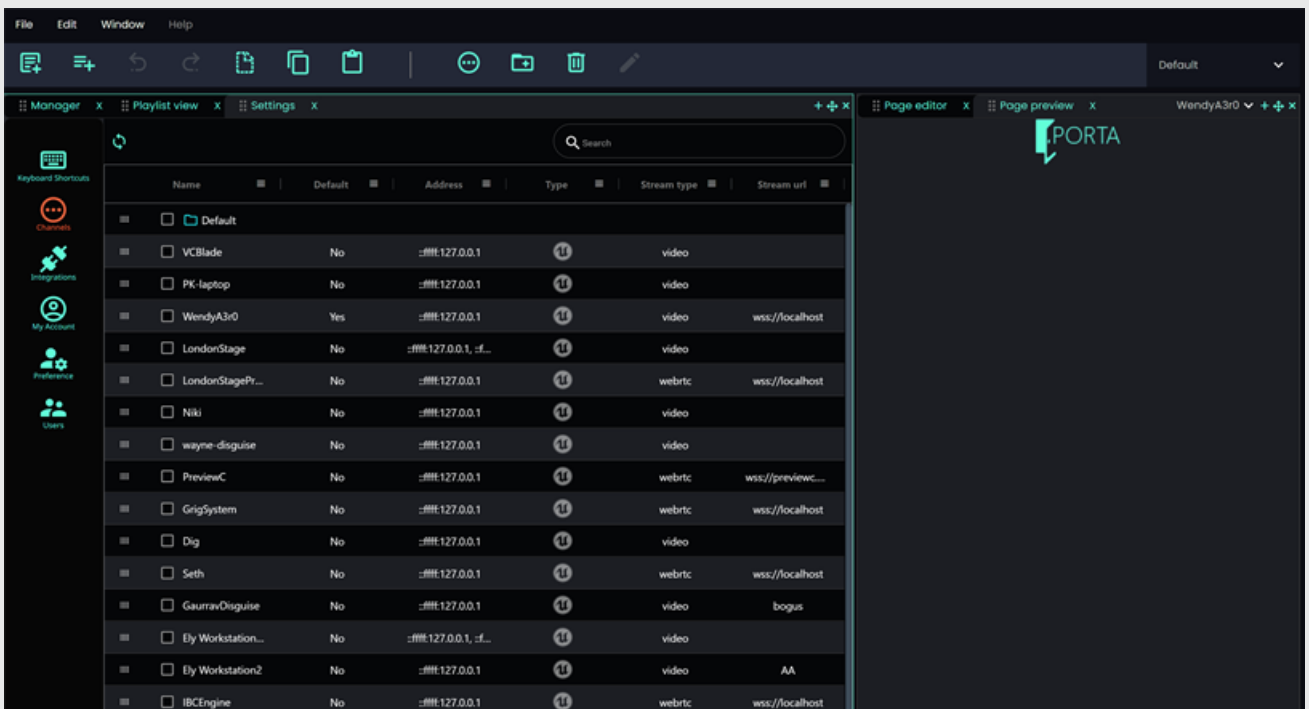 File Edit Window Help
Default
Manager x Playlist view x Settings x
Page editor x Page preview x WendyA3r0
PORTA
Search
Keyboard Shortcuts
Channels
Integrations
My Account
Preference
Users
Name Default Address Type Stream type Stream url
Default
VCBlade No ::ffff:127.0.0.1 video
PK-laptop No ::ffff:127.0.0.1 video
WendyA3r0 Yes ::ffff:127.0.0.1 video wss://localhost
LondonStage No ::ffff:127.0.0.1, ::f... video
LondonStagePr... No ::ffff:127.0.0.1 webrtc wss://localhost
Niki No ::ffff:127.0.0.1 video
wayne-disguise No ::ffff:127.0.0.1 video
PreviewC No ::ffff:127.0.0.1 webrtc wss://previewc....
GrigSystem No ::ffff:127.0.0.1 webrtc wss://localhost
Dig No ::ffff:127.0.0.1 video
Seth No ::ffff:127.0.0.1 webrtc wss://localhost
GaurravDisguise No ::ffff:127.0.0.1 video bogus
Ely Workstation... No ::ffff:127.0.0.1, ::f... video
Ely Workstation2 No ::ffff:127.0.0.1 video AA
IBCEngine No ::ffff:127.0.0.1 webrtc wss://localhost